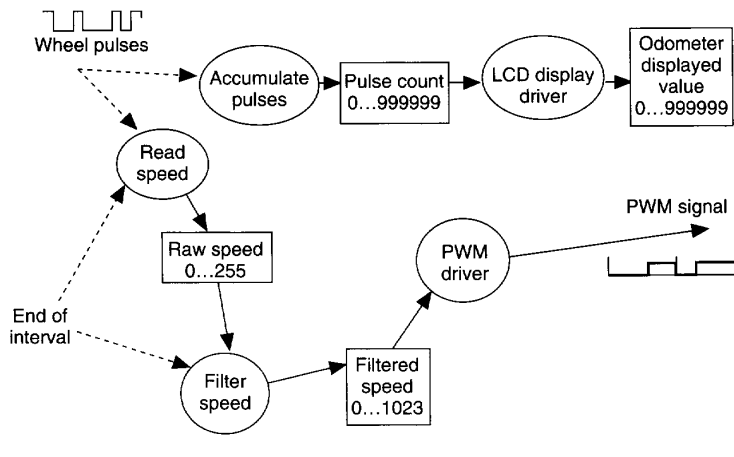 Wheel pulses
Accumulate
pulses
Pulse count
0...999999
LCD display
driver
Odometer
displayed
value
0...999999
Read
speed
Raw speed
0...255
PWM
driver
PWM signal
End of
interval
Filter
speed
Filtered
speed
0...1023